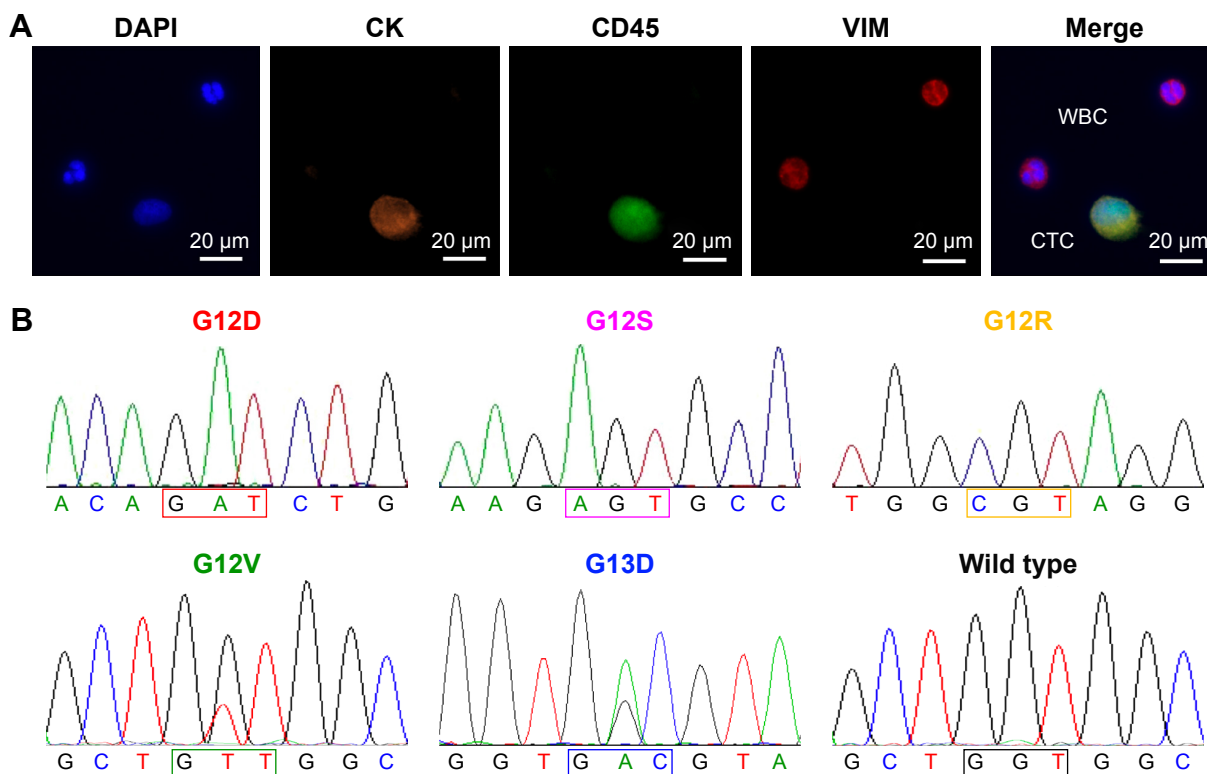 A
DAPI CK CD45 VIM Merge
WBC
CTC
20 μm 20 μm 20 μm 20 μm 20 μm
B
G12D G12S G12R
A C A G A T C T G
A A G A G T G C C
T G G C G T A G G
G12V G13D Wild type
G C T G T T G G C
G G T G A C G T A
G C T G G T G G C